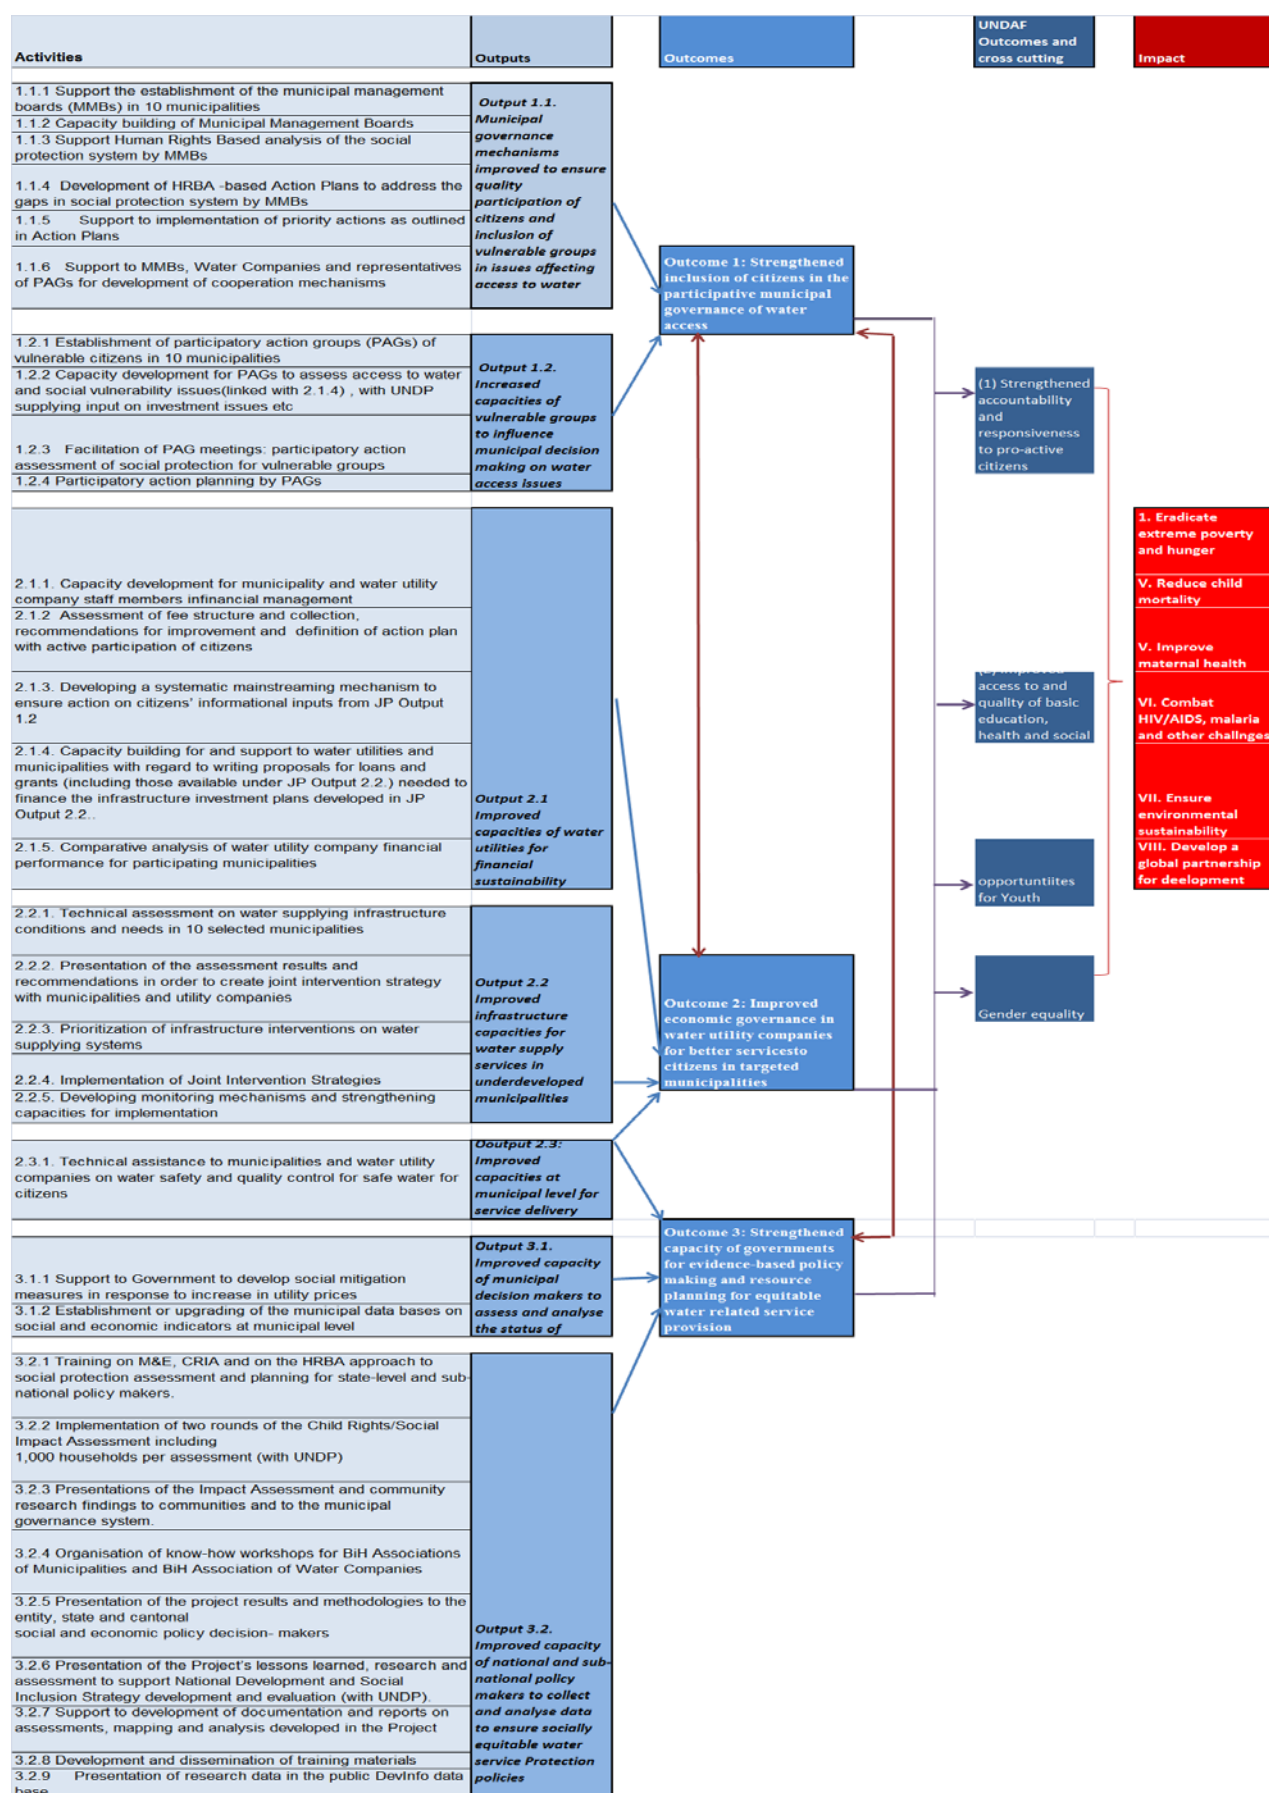 Activities
Outputs
Outcomes
UNDAF
Outcomes and
cross cutting
Impact
1.1.1 Support the establishment of the municipal management
boards (MMBs) in 10 municipalities
1.1.2 Capacity building of Municipal Management Boards
1.1.3 Support Human Rights Based analysis of the social
protection system by MMBs
1.1.4 Development of HRBA -based Action Plans to address the
gaps in social protection system by MMBs
1.1.5 Support to implementation of priority actions as outlined
in Action Plans
1.1.6 Support to MMBs, Water Companies and representatives
of PAGs for development of cooperation mechanisms
Output 1.1.
Municipal
governance
mechanisms
improved to ensure
quality
participation of
citizens and
inclusion of
vulnerable groups
in issues affecting
access to water
1.2.1 Establishment of participatory action groups (PAGs) of
vulnerable citizens in 10 municipalities
1.2.2 Capacity development for PAGs to assess access to water
and social vulnerability issues(linked with 2.1.4) , with UNDP
supplying input on investment issues etc
1.2.3 Facilitation of PAG meetings: participatory action
assessment of social protection for vulnerable groups
1.2.4 Participatory action planning by PAGs
Output 1.2.
Increased
capacities of
vulnerable groups
to influence
municipal decision
making on water
access issues
Outcome 1: Strengthened
inclusion of citizens in the
participative municipal
governance of water
access
(1) Strengthened
accountability
and
responsiveness
to pro-active
citizens
2.1.1. Capacity development for municipality and water utility
company staff members infinancial management
2.1.2 Assessment of fee structure and collection,
recommendations for improvement and definition of action plan
with active participation of citizens
2.1.3. Developing a systematic mainstreaming mechanism to
ensure action on citizens' informational inputs from JP Output
1.2
2.1.4. Capacity building for and support to water utilities and
municipalities with regard to writing proposals for loans and
grants (including those available under JP Output 2.2.) needed to
finance the infrastructure investment plans developed in JP
Output 2.2..
2.1.5. Comparative analysis of water utility company financial
performance for participating municipalities
Output 2.1
Improved
capacities of water
utilities for
financial
sustainability
(2) Improved
access to and
quality of basic
education,
health and social
opportuntiites
for Youth
Gender equality
1. Eradicate
extreme poverty
and hunger
V. Reduce child
mortality
V. Improve
maternal health
VI. Combat
HIV/AIDS, malaria
and other challnges
VII. Ensure
environmental
sustainability
VIII. Develop a
global partnership
for deelopment
2.2.1. Technical assessment on water supplying infrastructure
conditions and needs in 10 selected municipalities
2.2.2. Presentation of the assessment results and
recommendations in order to create joint intervention strategy
with municipalities and utility companies
2.2.3. Prioritization of infrastructure interventions on water
supplying systems
2.2.4. Implementation of Joint Intervention Strategies
2.2.5. Developing monitoring mechanisms and strengthening
capacities for implementation
Output 2.2
Improved
infrastructure
capacities for
water supply
services in
underdeveloped
municipalities
Outcome 2: Improved
economic governance in
water utility companies
for better servicesto
citizens in targeted
municipalities
2.3.1. Technical assistance to municipalities and water utility
companies on water safety and quality control for safe water for
citizens
Ooutput 2.3:
Improved
capacities at
municipal level for
service delivery
3.1.1 Support to Government to develop social mitigation
measures in response to increase in utility prices
3.1.2 Establishment or upgrading of the municipal data bases on
social and economic indicators at municipal level
Output 3.1.
Improved capacity
of municipal
decision makers to
assess and analyse
the status of
Outcome 3: Strengthened
capacity of governments
for evidence-based policy
making and resource
planning for equitable
water related service
provision
3.2.1 Training on M&E, CRIA and on the HRBA approach to
social protection assessment and planning for state-level and sub-
national policy makers.
3.2.2 Implementation of two rounds of the Child Rights/Social
Impact Assessment including
1,000 households per assessment (with UNDP)
3.2.3 Presentations of the Impact Assessment and community
research findings to communities and to the municipal
governance system.
3.2.4 Organisation of know-how workshops for BiH Associations
of Municipalities and BiH Association of Water Companies
3.2.5 Presentation of the project results and methodologies to the
entity, state and cantonal
social and economic policy decision- makers
3.2.6 Presentation of the Project's lessons learned, research and
assessment to support National Development and Social
Inclusion Strategy development and evaluation (with UNDP).
3.2.7 Support to development of documentation and reports on
assessments, mapping and analysis developed in the Project
3.2.8 Development and dissemination of training materials
3.2.9 Presentation of research data in the public DevInfo data
base
Output 3.2.
Improved capacity
of national and sub-
national policy
makers to collect
and analyse data
to ensure socially
equitable water
service Protection
policies